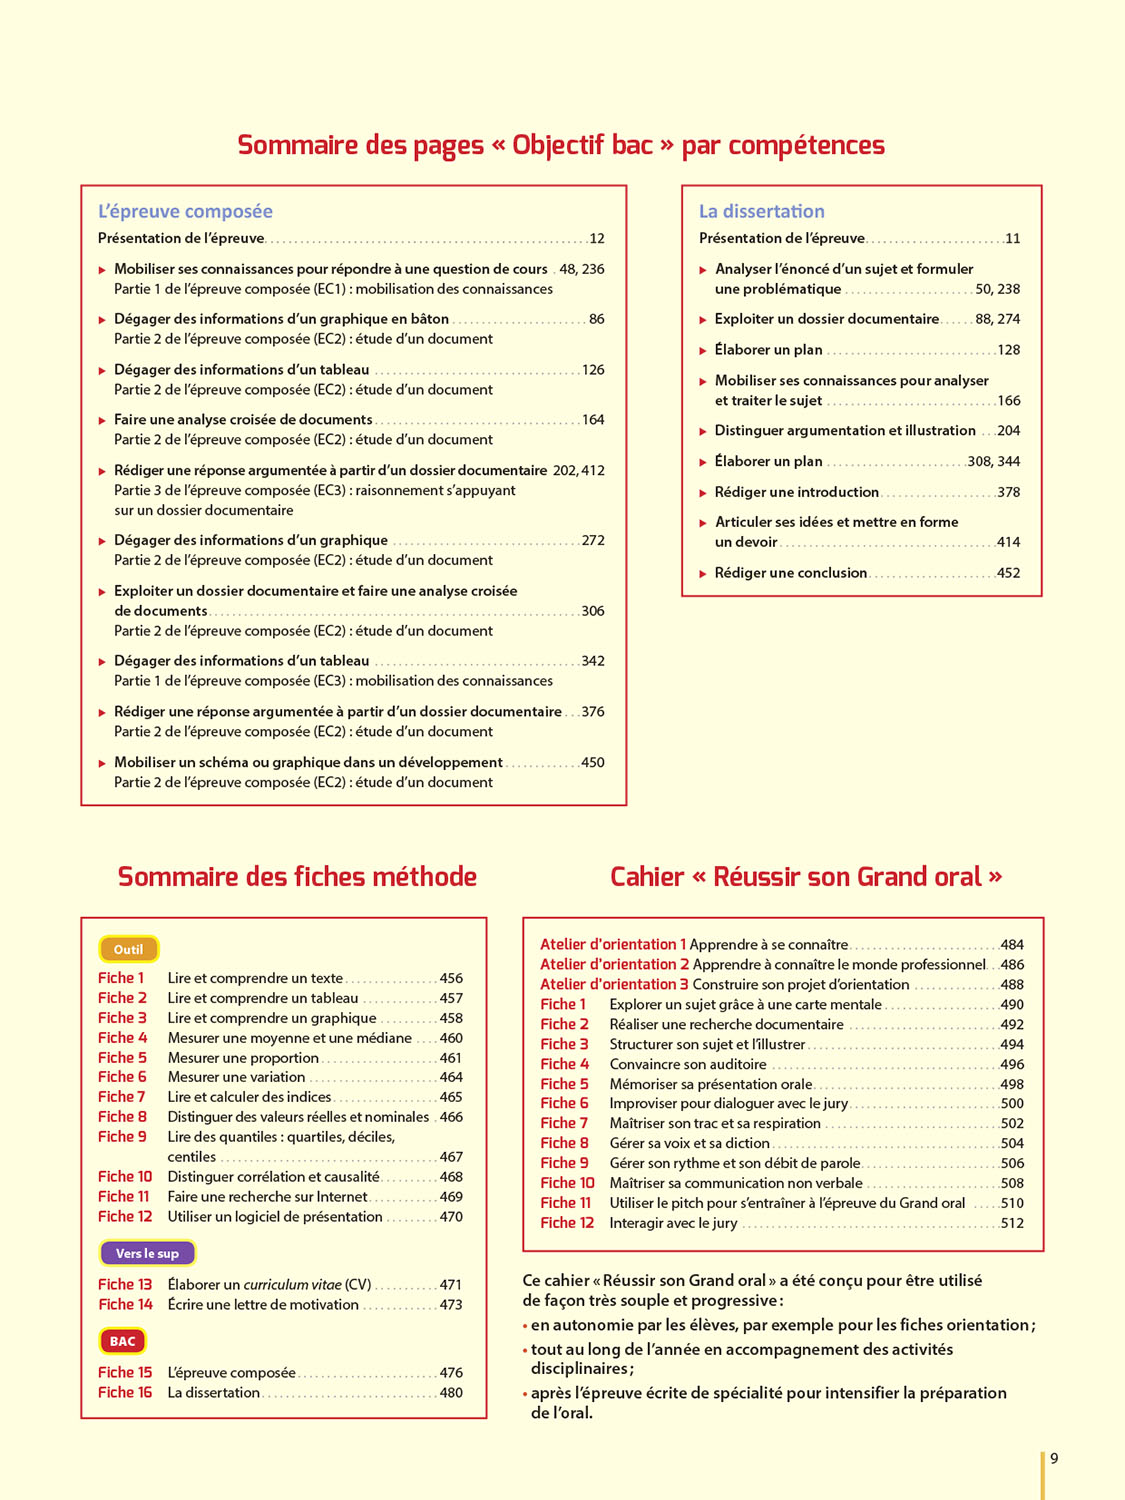 Sommaire des pages « Objectif bac » par compétences
L’épreuve composée
Présentation de l’épreuve 12
Mobiliser ses connaissances pour répondre à une question de cours 48, 236
Partie 1 de l’épreuve composée (EC1) : mobilisation des connaissances
Dégager des informations d’un graphique en bâton 86
Partie 2 de l’épreuve composée (EC2) : étude d’un document
Dégager des informations d’un tableau 126
Partie 2 de l’épreuve composée (EC2) : étude d’un document
Faire une analyse croisée de documents 164
Partie 2 de l’épreuve composée (EC2) : étude d’un document
Rédiger une réponse argumentée à partir d’un dossier documentaire 202, 412
Partie 3 de l’épreuve composée (EC3) : raisonnement s’appuyant
sur un dossier documentaire
Dégager des informations d’un graphique 272
Partie 2 de l’épreuve composée (EC2) : étude d’un document
Exploiter un dossier documentaire et faire une analyse croisée
de documents 306
Partie 2 de l’épreuve composée (EC2) : étude d’un document
Dégager des informations d’un tableau 342
Partie 1 de l’épreuve composée (EC3) : mobilisation des connaissances
Rédiger une réponse argumentée à partir d’un dossier documentaire 376
Partie 2 de l’épreuve composée (EC2) : étude d’un document
Mobiliser un schéma ou graphique dans un développement 450
Partie 2 de l’épreuve composée (EC2) : étude d’un document
La dissertation
Présentation de l’épreuve 11
Analyser l’énoncé d’un sujet et formuler
une problématique 50, 238
Exploiter un dossier documentaire 88, 274
Élaborer un plan 128
Mobiliser ses connaissances pour analyser
et traiter le sujet 166
Distinguer argumentation et illustration 204
Élaborer un plan 308, 344
Rédiger une introduction 378
Articuler ses idées et mettre en forme
un devoir 414
Rédiger une conclusion 452
Sommaire des fiches méthode
Outil
Fiche 1 Lire et comprendre un texte 456
Fiche 2 Lire et comprendre un tableau 457
Fiche 3 Lire et comprendre un graphique 458
Fiche 4 Mesurer une moyenne et une médiane 460
Fiche 5 Mesurer une proportion 461
Fiche 6 Mesurer une variation 464
Fiche 7 Lire et calculer des indices 465
Fiche 8 Distinguer des valeurs réelles et nominales 466
Fiche 9 Lire des quantiles : quartiles, déciles,
centiles 467
Fiche 10 Distinguer corrélation et causalité 468
Fiche 11 Faire une recherche sur Internet 469
Fiche 12 Utiliser un logiciel de présentation 470
Vers le sup
Fiche 13 Élaborer un curriculum vitae (CV) 471
Fiche 14 Écrire une lettre de motivation 473
BAC
Fiche 15 L’épreuve composée 476
Fiche 16 La dissertation 480
Cahier « Réussir son Grand oral »
Atelier d’orientation 1 Apprendre à se connaître 484
Atelier d’orientation 2 Apprendre à connaître le monde professionnel 486
Atelier d’orientation 3 Construire son projet d’orientation 488
Fiche 1 Explorer un sujet grâce à une carte mentale 490
Fiche 2 Réaliser une recherche documentaire 492
Fiche 3 Structurer son sujet et l’illustrer 494
Fiche 4 Convaincre son auditoire 496
Fiche 5 Mémoriser sa présentation orale 498
Fiche 6 Improviser pour dialoguer avec le jury 500
Fiche 7 Maîtriser son trac et sa respiration 502
Fiche 8 Gérer sa voix et sa diction 504
Fiche 9 Gérer son rythme et son débit de parole 506
Fiche 10 Maîtriser sa communication non verbale 508
Fiche 11 Utiliser le pitch pour s’entraîner à l’épreuve du Grand oral 510
Fiche 12 Interagir avec le jury 512
Ce cahier « Réussir son Grand oral » a été conçu pour être utilisé
de façon très souple et progressive :
• en autonomie par les élèves, par exemple pour les fiches orientation ;
• tout au long de l’année en accompagnement des activités
disciplinaires ;
• après l’épreuve écrite de spécialité pour intensifier la préparation
de l’oral.
9